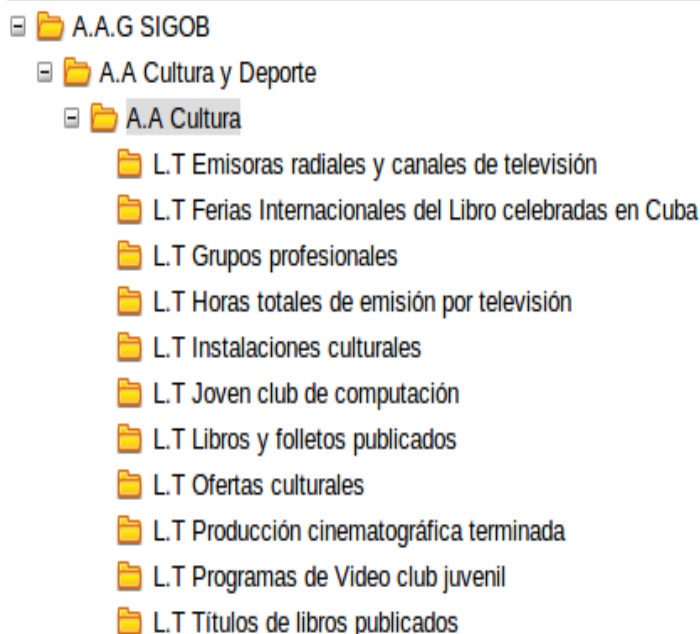 A.A.G SIGOB
A.A Cultura y Deporte
A.A Cultura
L.T Emisoras radiales y canales de televisión
L.T Ferias Internacionales del Libro celebradas en Cuba
L.T Grupos profesionales
L.T Horas totales de emisión por televisión
L.T Instalaciones culturales
L.T Joven club de computación
L.T Libros y folletos publicados
L.T Ofertas culturales
L.T Producción cinematográfica terminada
L.T Programas de Video club juvenil
L.T Títulos de libros publicados